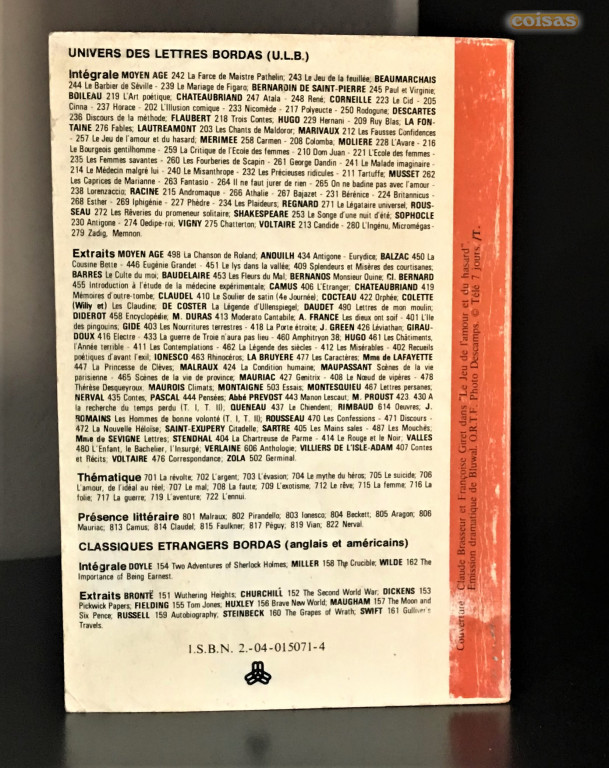 coisas
UNIVERS DES LETTRES BORDAS (U.L.B.)
Intégrale MOYEN AGE 242 La Farce de Maistre Pathelin; 243 Le Jeu de la feuillée; BEAUMARCHAIS
244 Le Barbier de Séville - 239 Le Mariage de Figaro; BERNARDIN DE SAINT-PIERRE 245 Paul et Virginie;
BOILEAU 219 L'Art poétique; CHATEAUBRIAND 247 Atala - 248 René; CORNEILLE 223 Le Cid - 205
Cinna - 237 Horace - 202 L'Illusion comique - 233 Nicomède - 217 Polyeucte - 250 Rodogune; DESCARTES
236 Discours de la méthode; FLAUBERT 218 Trois Contes; HUGO 229 Hernani - 209 Ruy Blas; LA FON-
TAINE 276 Fables; LAUTREAMONT 203 Les Chants de Maldoror; MARIVAUX 212 Les Fausses Confidences
- 257 Le Jeu de l'amour et du hasard; MERIMEE 258 Carmen - 208 Colomba; MOLIERE 228 L'Avare - 216
Le Bourgeois gentilhomme - 259 La Critique de l'Ecole des femmes - 210 Dom Juan - 221 L'Ecole des femmes -
235 Les Femmes savantes - 260 Les Fourberies de Scapin - 261 George Dandin - 241 Le Malade imaginaire -
214 Le Médecin malgré lui - 240 Le Misanthrope - 232 Les Précieuses ridicules - 211 Tartuffe; MUSSET 262
Les Caprices de Marianne - 263 Fantasio - 264 Il ne faut jurer de rien - 265 On ne badine pas avec l'amour -
238 Lorenzaccio; RACINE 215 Andromaque - 266 Athalie - 267 Bajazet - 231 Bérénice - 224 Britannicus -
268 Esther - 269 Iphigénie - 227 Phèdre - 234 Les Plaideurs; REGNARD 271 Le Légataire universel; ROUS-
SEAU 272 Les Rêveries du promeneur solitaire; SHAKESPEARE 253 Le Songe d'une nuit d'été; SOPHOCLE
230 Antigone - 274 Oedipe-roi; VIGNY 275 Chatterton; VOLTAIRE 213 Candide - 280 L'Ingénu, Micromégas -
279 Zadig, Memnon.
Extraits MOYEN AGE 498 La Chanson de Roland; ANOUILH 434 Antigone - Eurydice; BALZAC 450 La
Cousine Bette - 446 Eugénie Grandet - 451 Le lys dans la vallée; 409 Splendeurs et Misères des courtisanes;
BARRES Le Culte du moi; BAUDELAIRE 453 Les Fleurs du Mal; BERNANOS Monsieur Ouine; Cl. BERNARD
455 Introduction à l'étude de la médecine expérimentale; CAMUS 406 L'Etranger; CHATEAUBRIAND 419
Mémoires d'outre-tombe; CLAUDEL 410 Le Soulier de satin (4e Journée); COCTEAU 422 Orphée; COLETTE
(Willy et) Les Claudine; DE COSTER La Légende d'Ulenspiegel; DAUDET 490 Lettres de mon moulin;
DIDEROT 458 Encyclopédie; M. DURAS 413 Moderato Cantabile; A. FRANCE Les dieux ont soif - 401 L'Ile
des pingouins; GIDE 403 Les Nourritures terrestres - 418 La Porte étroite; J. GREEN 426 Léviathan; GIRAU-
DOUX 416 Electre - 433 La guerre de Troie n'aura pas lieu - 460 Amphitryon 38; HUGO 461 Les Châtiments,
l'Année terrible - 411 Les Contemplations - 462 La Légende des siècles - 412 Les Misérables - 402 Recueils
poétiques d'avant l'exil; IONESCO 463 Rhinocéros; LA BRUYERE 477 Les Caractères; Mme de LAFAYETTE
447 La Princesse de Clèves; MALRAUX 424 La Condition humaine; MAUPASSANT Scènes de la vie
parisienne - 465 Scènes de la vie de province; MAURIAC 427 Genitrix - 408 Le Nœud de vipères - 478
Thérèse Desqueyroux; MAUROIS Climats; MONTAIGNE 503 Essais; MONTESQUIEU 467 Lettres persanes;
NERVAL 435 Contes; PASCAL 444 Pensées; Abbé PREVOST 443 Manon Lescaut; M. PROUST 423. 430 A
la recherche du temps perdu (T. I, T. II); QUENEAU 437 Le Chiendent; RIMBAUD 614 Oeuvres; J.
ROMAINS Les Hommes de bonne volonté (T. I, T. II); ROUSSEAU 470 Les Confessions - 471 Discours -
472 La Nouvelle Héloïse; SAINT-EXUPERY Citadelle; SARTRE 405 Les Mains sales - 487 Les Mouches;
Mme de SEVIGNE Lettres; STENDHAL 404 La Chartreuse de Parme - 414 Le Rouge et le Noir; VALLES
480 L'Enfant, le Bachelier, l'Insurgé; VERLAINE 606 Anthologie; VILLIERS DE L'ISLE-ADAM 407 Contes
et Récits; VOLTAIRE 476 Correspondance; ZOLA 502 Germinal.
Thématique 701 La révolte; 702 L'argent; 703 L'évasion; 704 Le mythe du héros; 705 Le suicide; 706
L'amour, de l'idéal au réel; 707 Le mal; 708 La faute; 709 L'exotisme, 712 Le rêve; 715 La femme; 716 La
folie; 717 La guerre; 719 L'aventure; 722 L'ennui.
Présence littéraire 801 Malraux; 802 Pirandello; 803 Ionesco; 804 Beckett; 805 Aragon; 806
Mauriac; 813 Camus; 814 Claudel; 815 Faulkner; 817 Péguy; 819 Vian; 822 Nerval.
CLASSIQUES ETRANGERS BORDAS (anglais et américains)
Intégrale DOYLE 154 Two Adventures of Sherlock Holmes; MILLER 158 The Crucible; WILDE 162 The
Importance of Being Earnest.
Extraits BRONTË 151 Wuthering Heights; CHURCHILL 152 The Second World War; DICKENS 153
Pickwick Papers; FIELDING 155 Tom Jones; HUXLEY 156 Brave New World; MAUGHAM 157 The Moon and
Six Pence; RUSSELL 159 Autobiography; STEINBECK 160 The Grapes of Wrath; SWIFT 161 Gulliver's
Travels.
I.S.B.N. 2.-04-015071-4
Couverture : Claude Brasseur et Françoise Giret dans "Le Jeu de l'amour et du hasard".
Emission dramatique de Bluwal. O.R.T.F. Photo Descamps. © Télé 7 jours /T.